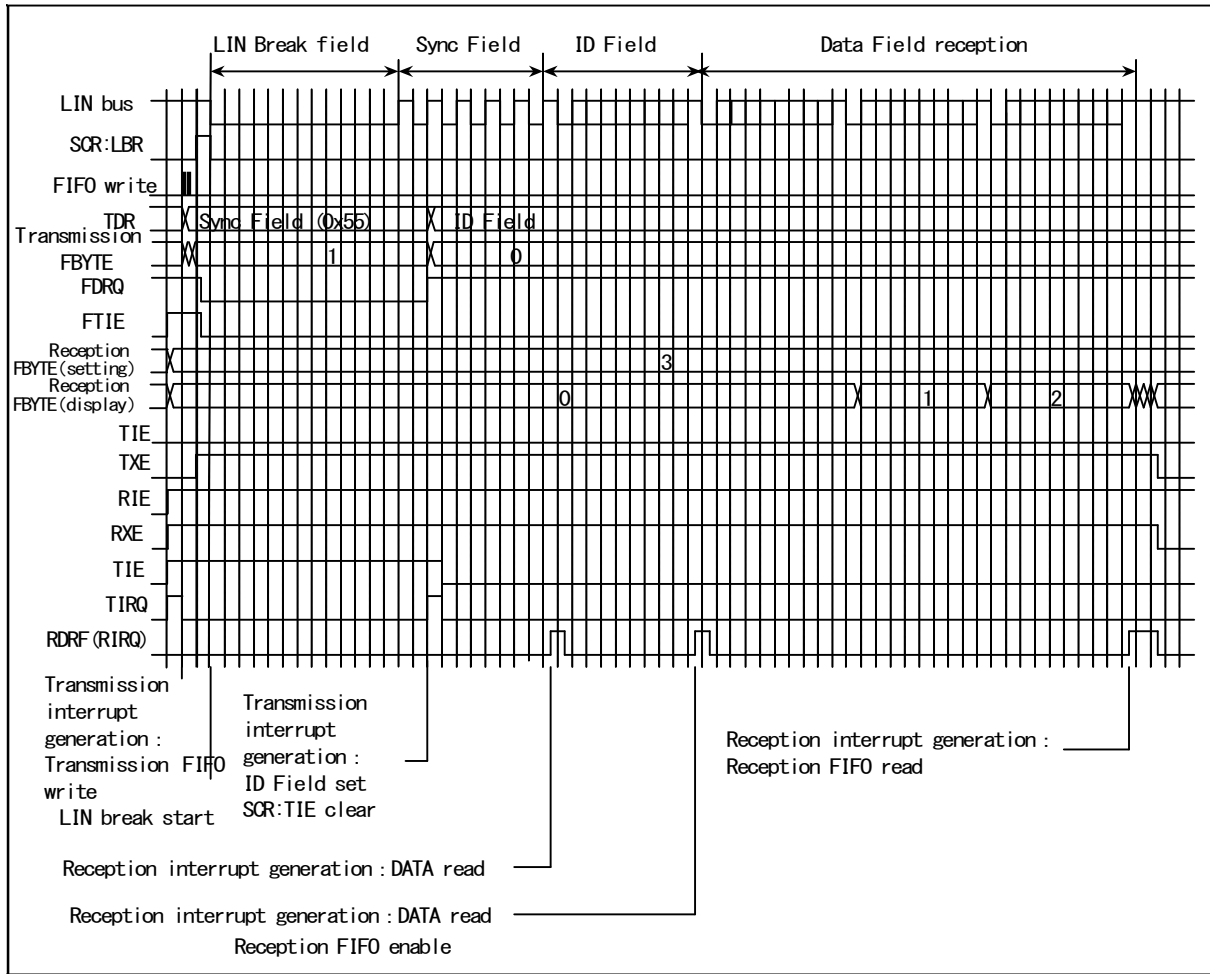 LIN Break field Sync Field ID Field Data Field reception
LIN bus
SCR:LBR
FIFO write
TDR Sync Field (0x55) ID Field
Transmission
FBYTE 1 0
FDRQ
FTIE
Reception
FBYTE(setting) 3
Reception
FBYTE(display) 0 1 2
TIE
TXE
RIE
RXE
TIE
TIRQ
RDRF(RIRQ)
Transmission
interrupt
generation :
Transmission FIFO
write
LIN break start
Transmission
interrupt
generation :
ID Field set
SCR:TIE clear
Reception interrupt generation :
Reception FIFO read
Reception interrupt generation : DATA read
Reception interrupt generation : DATA read
Reception FIFO enable